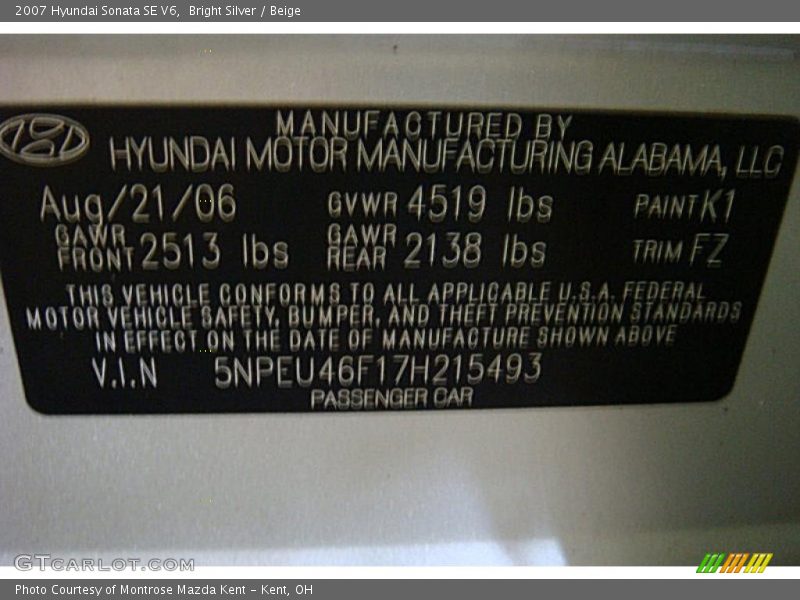 2007 Hyundai Sonata SE V6,  Bright Silver / Beige
MANUFACTURED BY
HYUNDAI MOTOR MANUFACTURING ALABAMA, LLC
Aug/21/06 GVWR 4519 lbs PAINT K1
GAWR FRONT 2513 lbs GAWR REAR 2138 lbs TRIM FZ
THIS VEHICLE CONFORMS TO ALL APPLICABLE U.S.A. FEDERAL
MOTOR VEHICLE SAFETY, BUMPER, AND THEFT PREVENTION STANDARDS
IN EFFECT ON THE DATE OF MANUFACTURE SHOWN ABOVE
V.I.N 5NPEU46F17H215493
PASSENGER CAR
GTCARLOT.COM
Photo Courtesy of Montrose Mazda Kent - Kent, OH